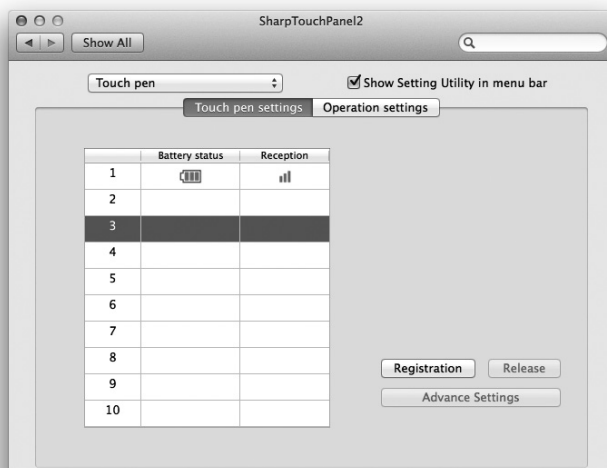 SharpTouchPanel2
Show All
Touch pen
Show Setting Utility in menu bar
Touch pen settings Operation settings
Battery status Reception
1
2
3
4
5
6
7
8
9
10
Registration Release
Advance Settings